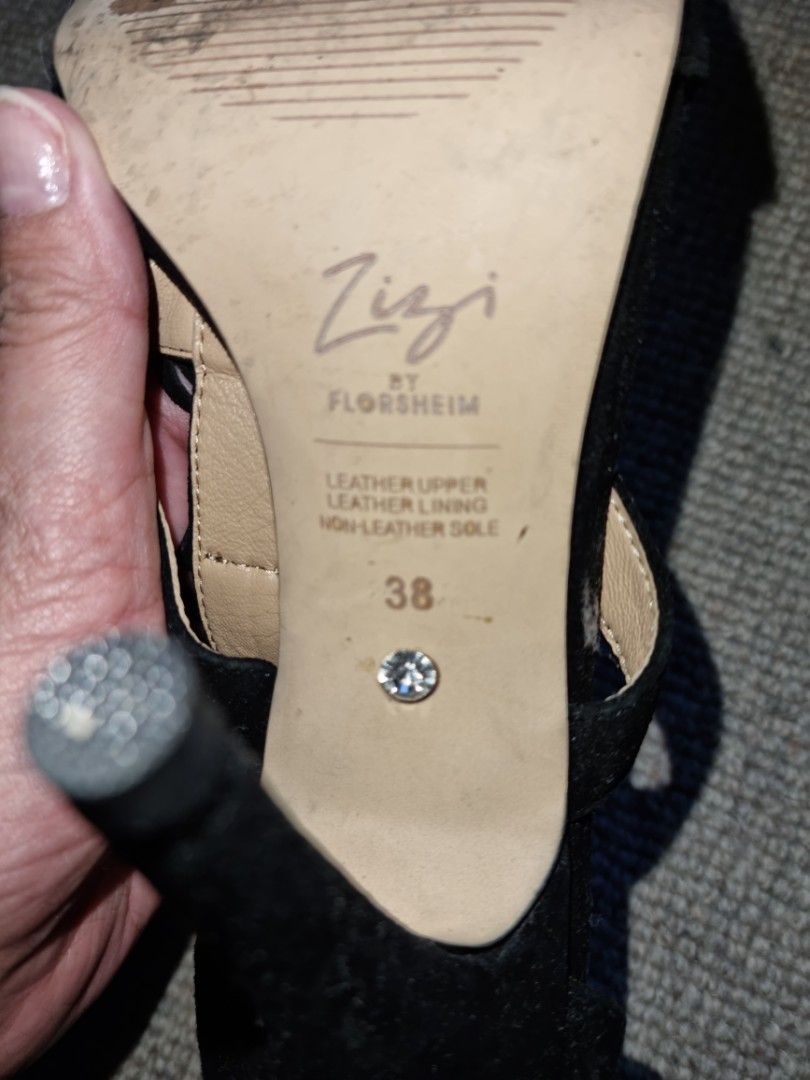 Zizi
BY
FLORSHEIM
LEATHER UPPER
LEATHER LINING
NON-LEATHER SOLE
38